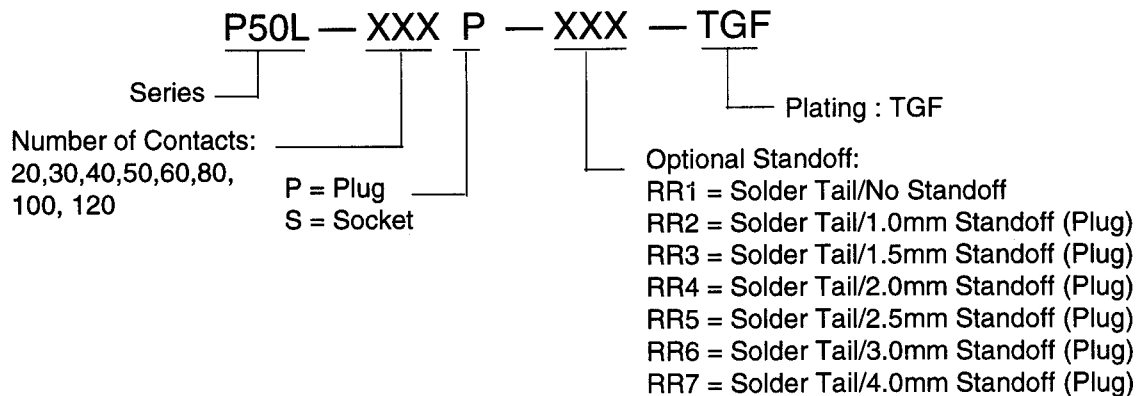 P50L — XXX P — XXX — TGF
Series
Plating : TGF
Number of Contacts:
20,30,40,50,60,80,
100, 120
P = Plug
S = Socket
Optional Standoff:
RR1 = Solder Tail/No Standoff
RR2 = Solder Tail/1.0mm Standoff (Plug)
RR3 = Solder Tail/1.5mm Standoff (Plug)
RR4 = Solder Tail/2.0mm Standoff (Plug)
RR5 = Solder Tail/2.5mm Standoff (Plug)
RR6 = Solder Tail/3.0mm Standoff (Plug)
RR7 = Solder Tail/4.0mm Standoff (Plug)